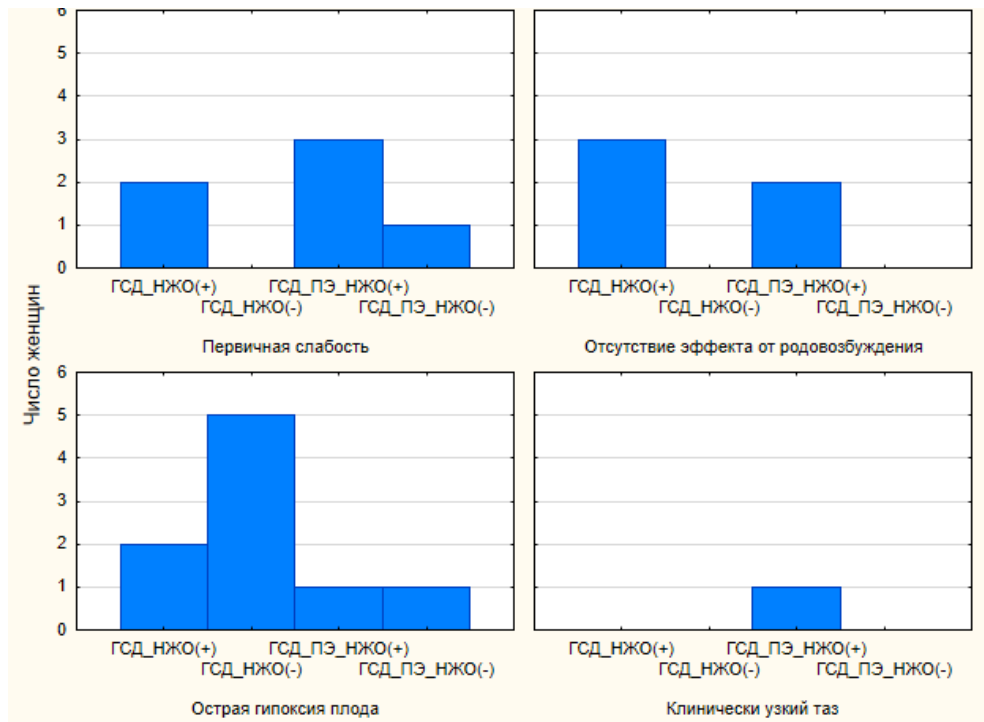 6
5
4
3
2
1
0
ГСД_НЖО(+) ГСД_ПЭ_НЖО(+)
ГСД_НЖО(-) ГСД_ПЭ_НЖО(-)
Первичная слабость
ГСД_НЖО(+) ГСД_ПЭ_НЖО(+)
ГСД_НЖО(-) ГСД_ПЭ_НЖО(-)
Отсутствие эффекта от родовозбуждения
Число женщин
6
5
4
3
2
1
0
ГСД_НЖО(+) ГСД_ПЭ_НЖО(+)
ГСД_НЖО(-) ГСД_ПЭ_НЖО(-)
Острая гипоксия плода
ГСД_НЖО(+) ГСД_ПЭ_НЖО(+)
ГСД_НЖО(-) ГСД_ПЭ_НЖО(-)
Клинически узкий таз